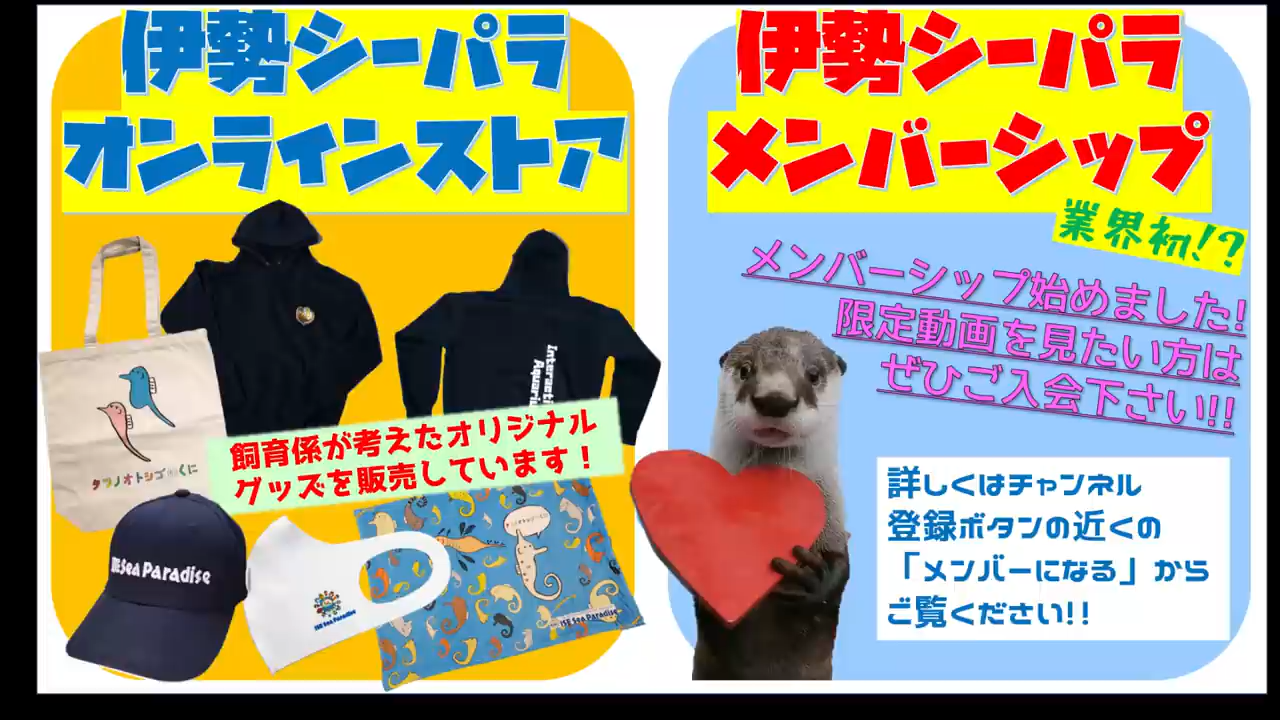 伊勢シーパラ
オンラインストア
飼育係が考えたオリジナル
グッズを販売しています！
タツノオトシゴ
くに
ISE Sea Paradise
ISE Sea Paradise
ISE Sea Paradise
伊勢シーパラ
メンバーシップ
業界初!?
メンバーシップ始めました!
限定動画を見たい方は
ぜひご入会下さい!!
詳しくはチャンネル
登録ボタンの近くの
「メンバーになる」から
ご覧ください!!